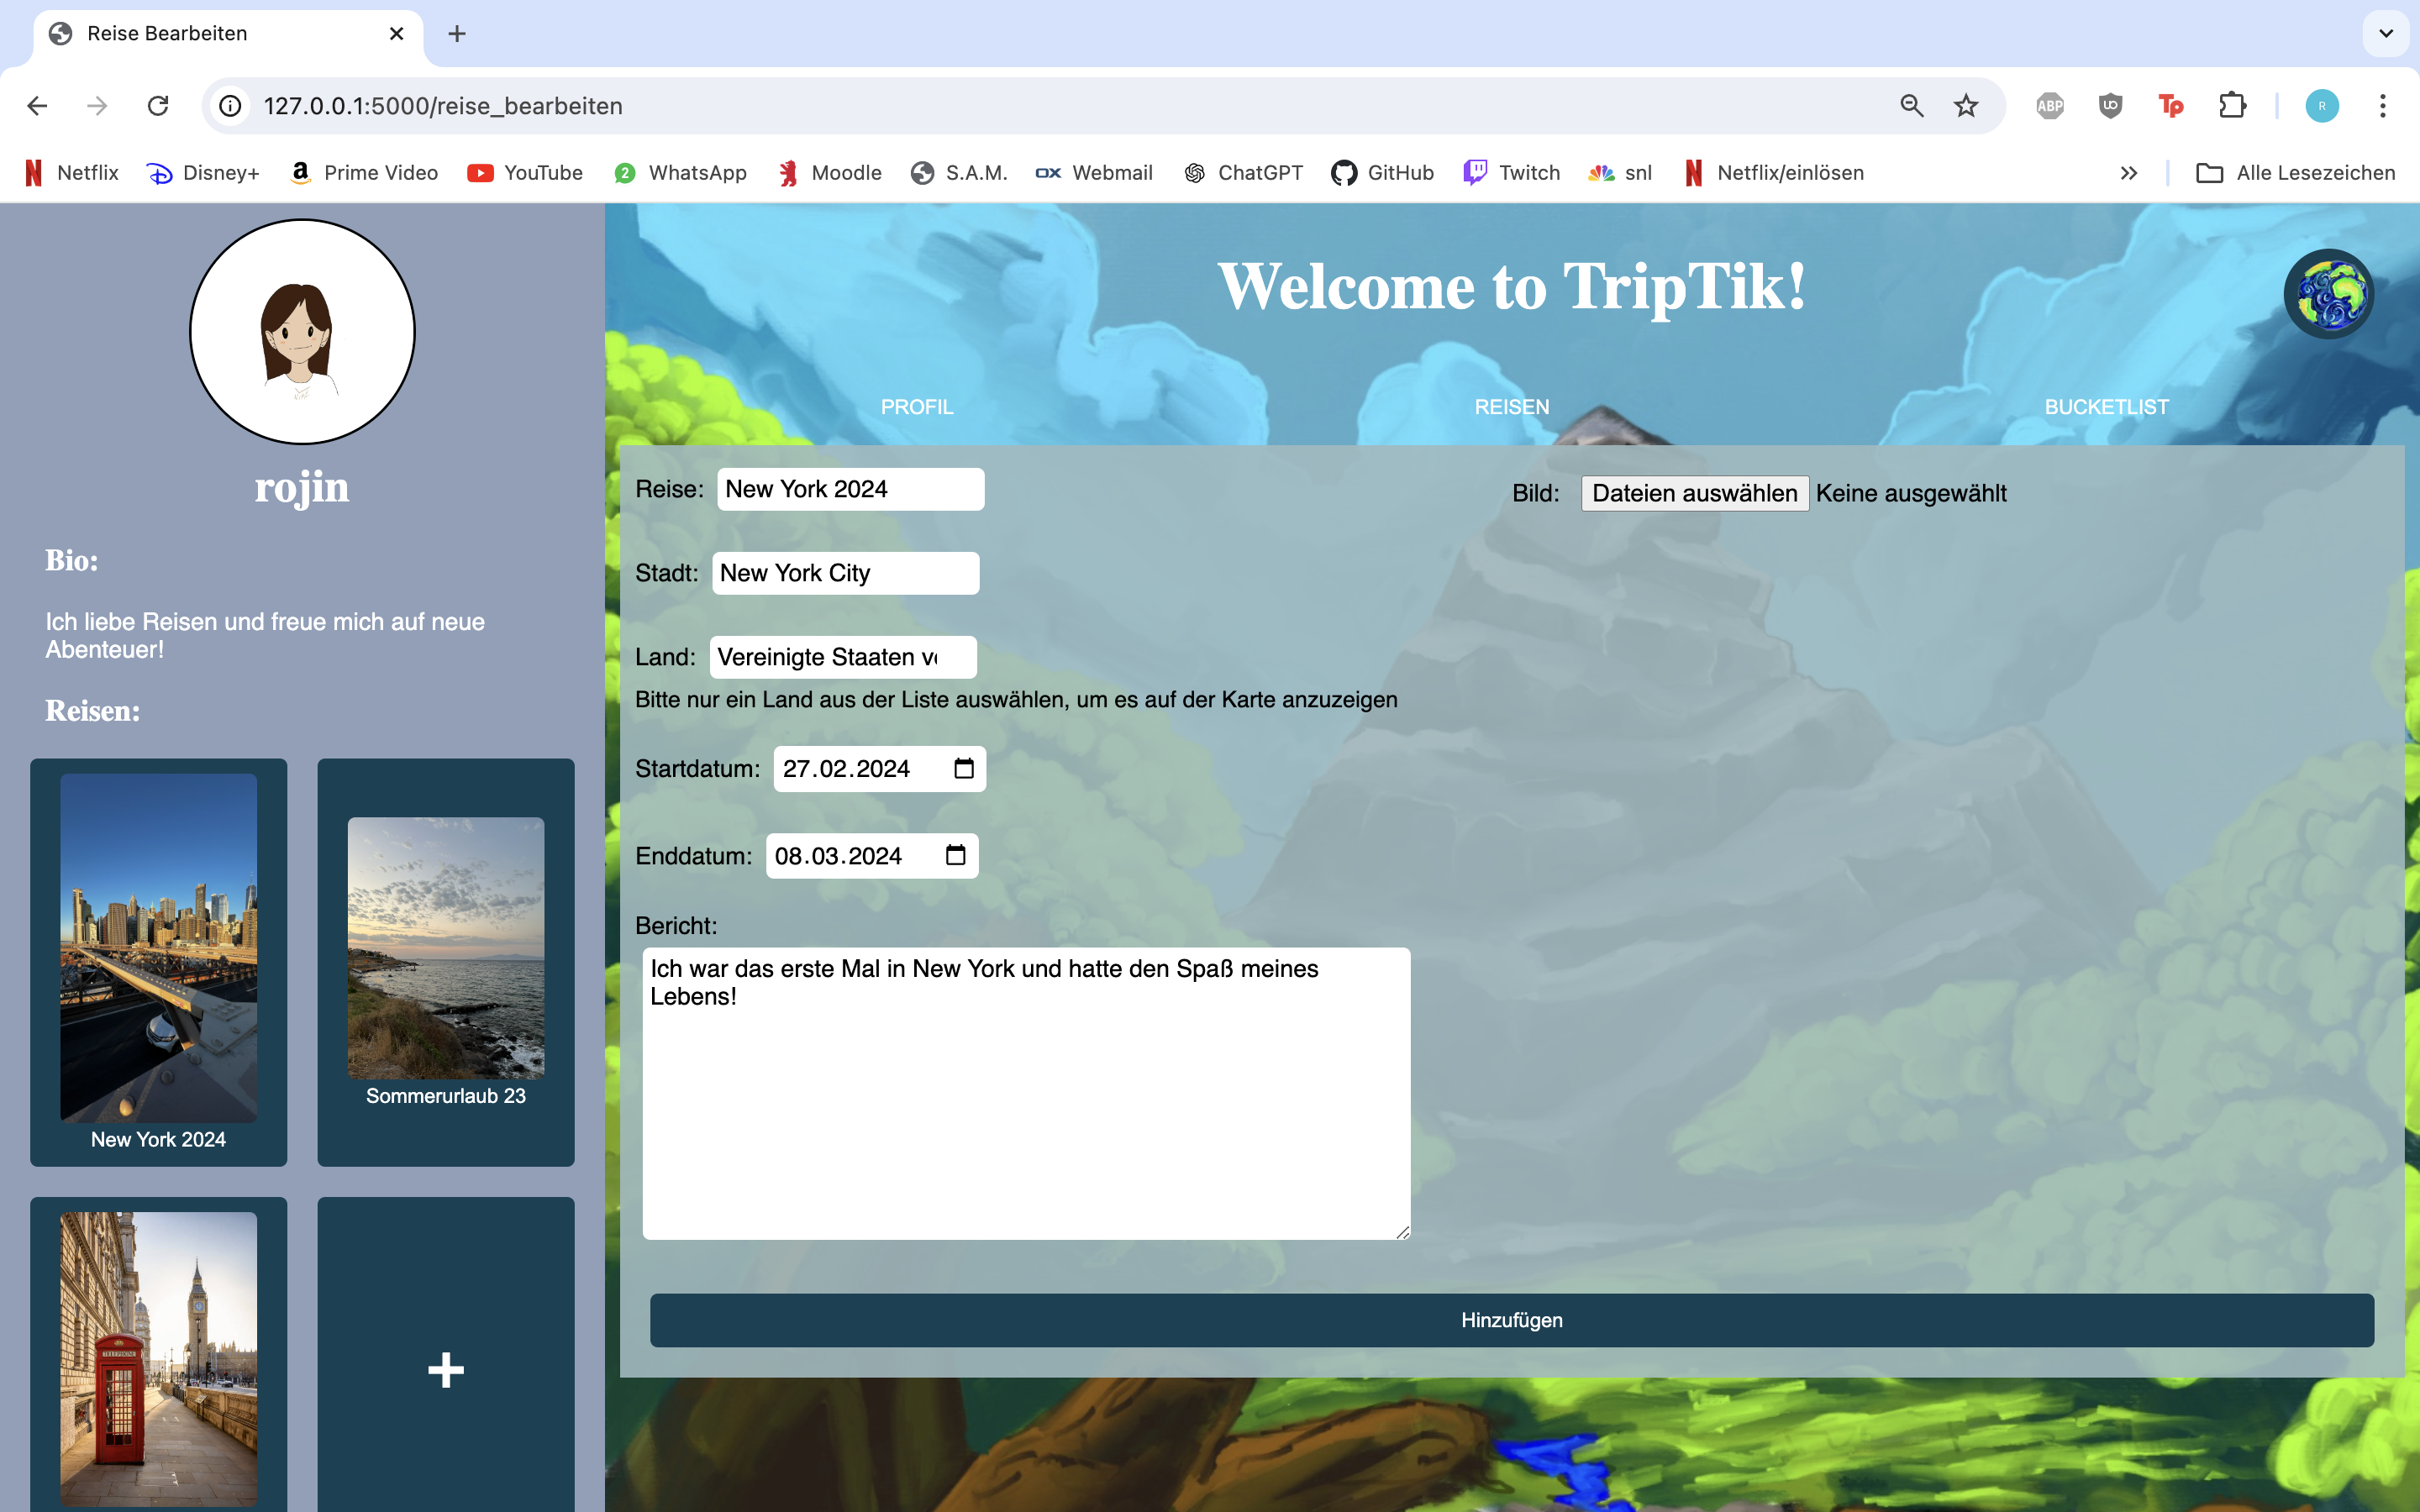 Reise Bearbeiten
127.0.0.1:5000/reise_bearbeiten
ABP
Tp
R
Netflix
Disney+
Prime Video
YouTube
2
WhatsApp
Moodle
S.A.M.
OX
Webmail
ChatGPT
GitHub
Twitch
snl
Netflix/einlösen
Alle Lesezeichen
rojin
Bio:
Ich liebe Reisen und freue mich auf neue
Abenteuer!
Reisen:
New York 2024
Sommerurlaub 23
TELEPHONE
Welcome to TripTik!
PROFIL
REISEN
BUCKETLIST
Reise: New York 2024
Bild: Dateien auswählen Keine ausgewählt
Stadt: New York City
Land: Vereinigte Staaten v
Bitte nur ein Land aus der Liste auswählen, um es auf der Karte anzuzeigen
Startdatum: 27.02.2024
Enddatum: 08.03.2024
Bericht:
Ich war das erste Mal in New York und hatte den Spaß meines
Lebens!
Hinzufügen